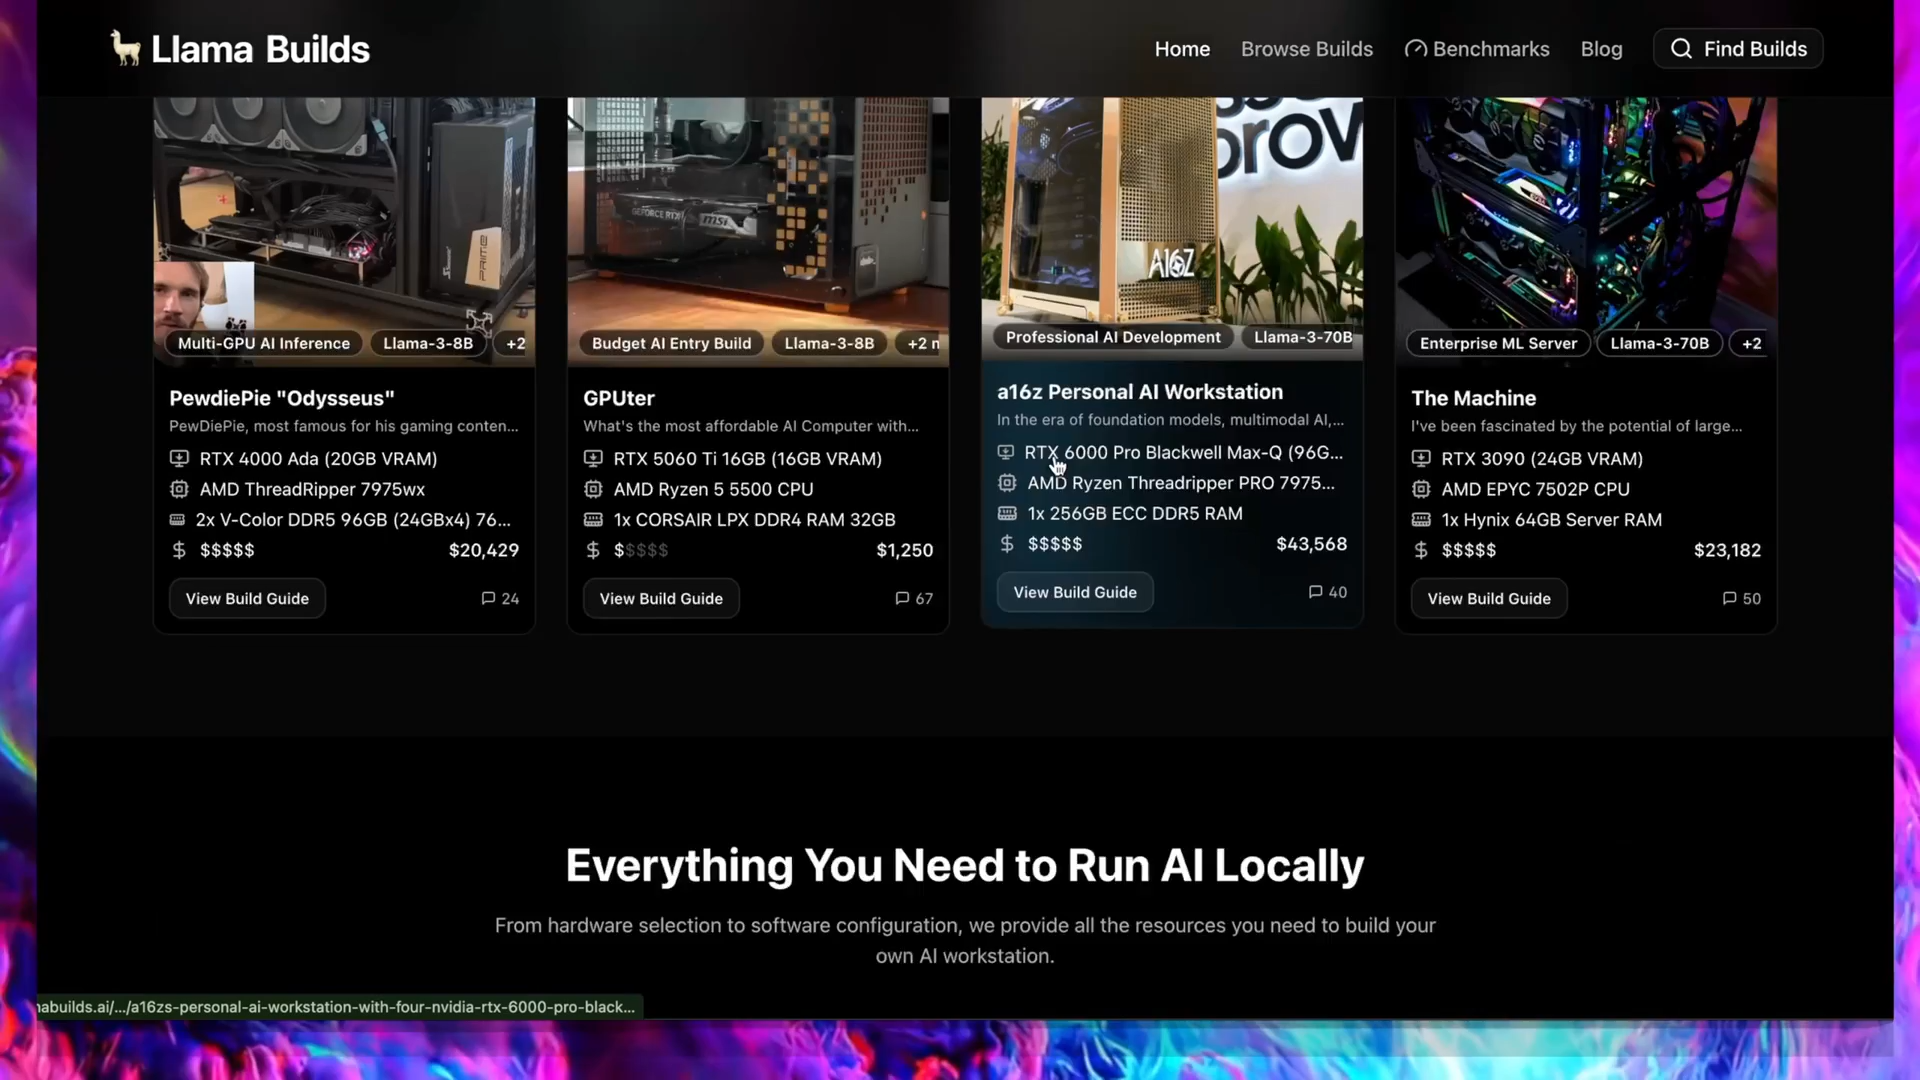 Llama Builds
Home
Browse Builds
Benchmarks
Blog
Find Builds
prov
GEFORCE RTX
msi
PRIME
A16Z
Multi-GPU AI Inference
Llama-3-8B
+2
Budget AI Entry Build
Llama-3-8B
+2 n
Professional AI Development
Llama-3-70B
Enterprise ML Server
Llama-3-70B
+2
PewdiePie "Odysseus"
PewDiePie, most famous for his gaming conten...
RTX 4000 Ada (20GB VRAM)
AMD ThreadRipper 7975wx
2x V-Color DDR5 96GB (24GBx4) 76...
$ $$$$$ $20,429
View Build Guide
24
GPUter
What's the most affordable AI Computer with...
RTX 5060 Ti 16GB (16GB VRAM)
AMD Ryzen 5 5500 CPU
1x CORSAIR LPX DDR4 RAM 32GB
$ $$$$$ $1,250
View Build Guide
67
a16z Personal AI Workstation
In the era of foundation models, multimodal AI,...
RTX 6000 Pro Blackwell Max-Q (96G...
AMD Ryzen Threadripper PRO 7975...
1x 256GB ECC DDR5 RAM
$ $$$$$ $43,568
View Build Guide
40
The Machine
I've been fascinated by the potential of large...
RTX 3090 (24GB VRAM)
AMD EPYC 7502P CPU
1x Hynix 64GB Server RAM
$ $$$$$ $23,182
View Build Guide
50
Everything You Need to Run AI Locally
From hardware selection to software configuration, we provide all the resources you need to build your
own AI workstation.
nabuilds.ai/.../a16zs-personal-ai-workstation-with-four-nvidia-rtx-6000-pro-black...